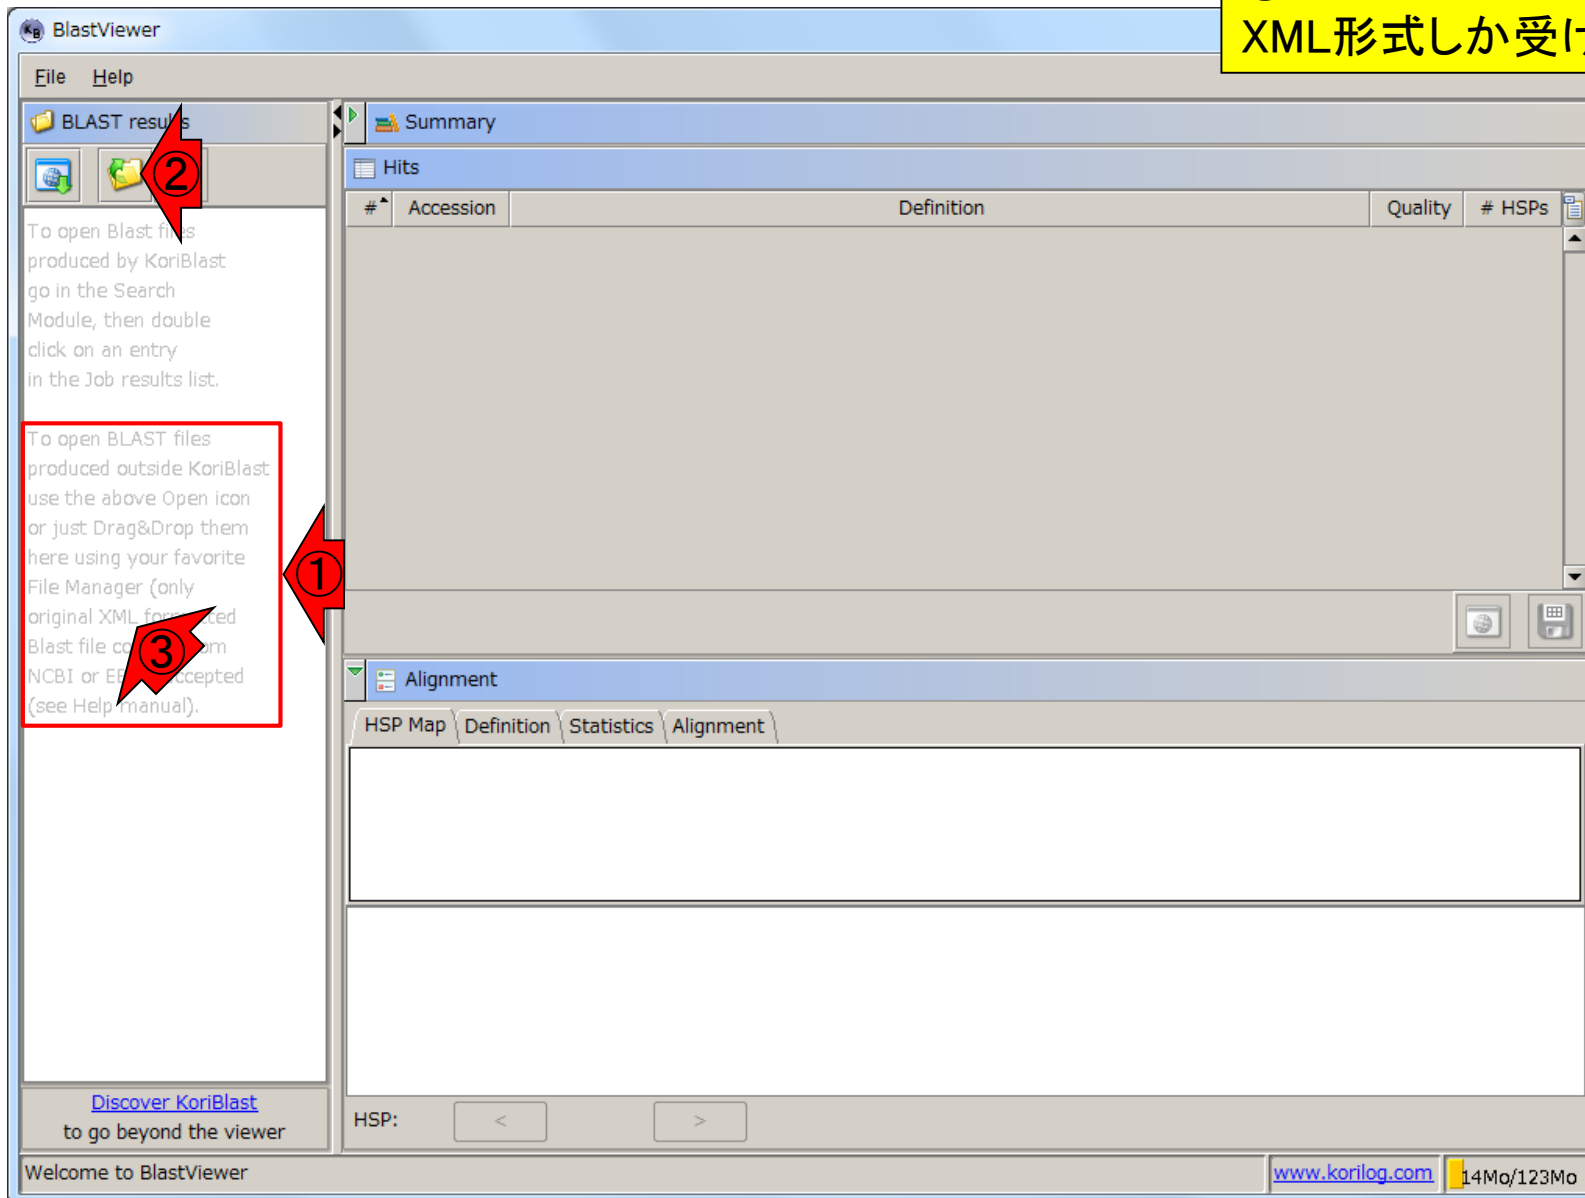 BlastViewer
XML形式しか受け
File Help
BLAST results
Summary
②
Hits
# Accession Definition Quality # HSPs
To open Blast files
produced by KoriBlast
go in the Search
Module, then double
click on an entry
in the Job results list.
To open BLAST files
produced outside KoriBlast
use the above Open icon
or just Drag&Drop them
here using your favorite
File Manager (only
①
original XML formatted
Blast file
③
NCBI or
(see Help manual).
Alignment
HSP Map Definition Statistics Alignment
Discover KoriBlast
to go beyond the viewer
HSP: < >
Welcome to BlastViewer
www.korilog.com
14Mo/123Mo